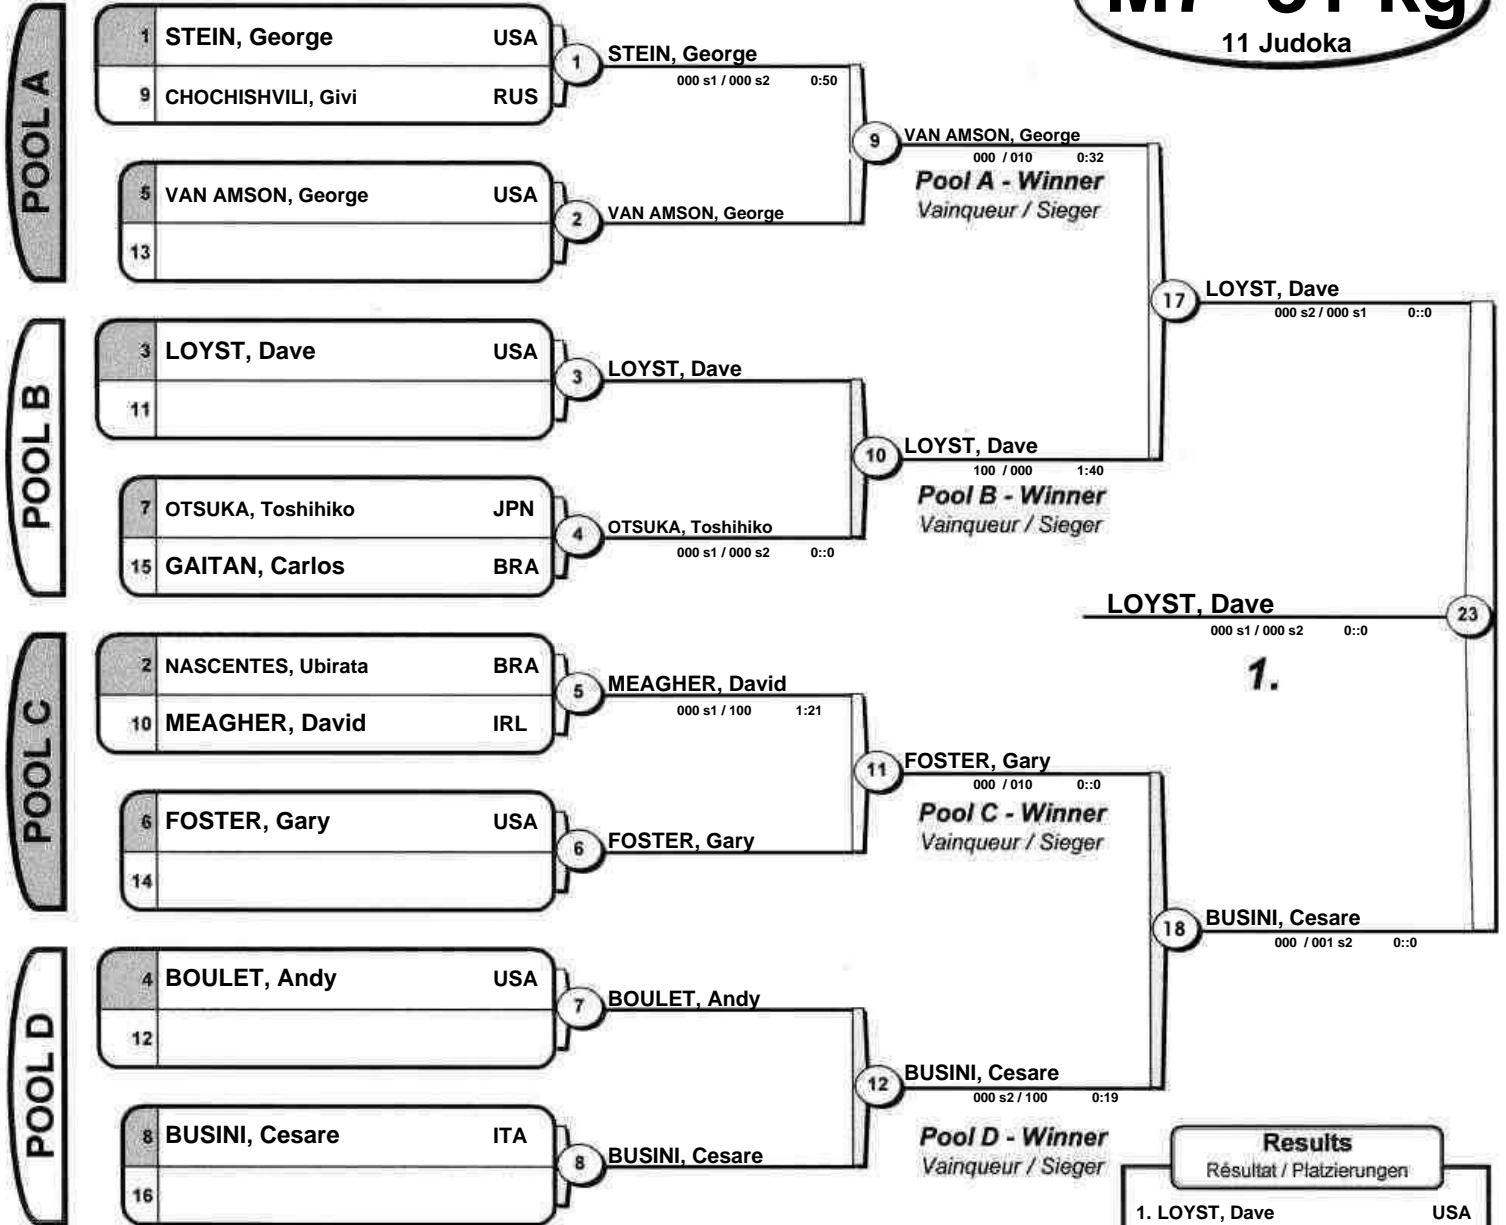 11 Judoka
POOL A
1 STEIN, George USA
9 CHOCHISHVILI, Givi RUS
1
STEIN, George
000 s1 / 000 s2 0:50
5 VAN AMSON, George USA
13
2
VAN AMSON, George
9
VAN AMSON, George
000 / 010 0:32
Pool A - Winner
Vainqueur / Sieger
POOL B
3 LOYST, Dave USA
11
3
LOYST, Dave
7 OTSUKA, Toshihiko JPN
15 GAITAN, Carlos BRA
4
OTSUKA, Toshihiko
000 s1 / 000 s2 0::0
10
LOYST, Dave
100 / 000 1:40
Pool B - Winner
Vainqueur / Sieger
17
LOYST, Dave
000 s2 / 000 s1 0::0
LOYST, Dave
23
000 s1 / 000 s2 0::0
1.
POOL C
2 NASCENTES, Ubirata BRA
10 MEAGHER, David IRL
5
MEAGHER, David
000 s1 / 100 1:21
6 FOSTER, Gary USA
14
6
FOSTER, Gary
11
FOSTER, Gary
000 / 010 0::0
Pool C - Winner
Vainqueur / Sieger
18
BUSINI, Cesare
000 / 001 s2 0::0
POOL D
4 BOULET, Andy USA
12
7
BOULET, Andy
8 BUSINI, Cesare ITA
16
8
BUSINI, Cesare
12
BUSINI, Cesare
000 s2 / 100 0:19
Pool D - Winner
Vainqueur / Sieger
Results
Résultat / Platzierungen
1. LOYST, Dave USA